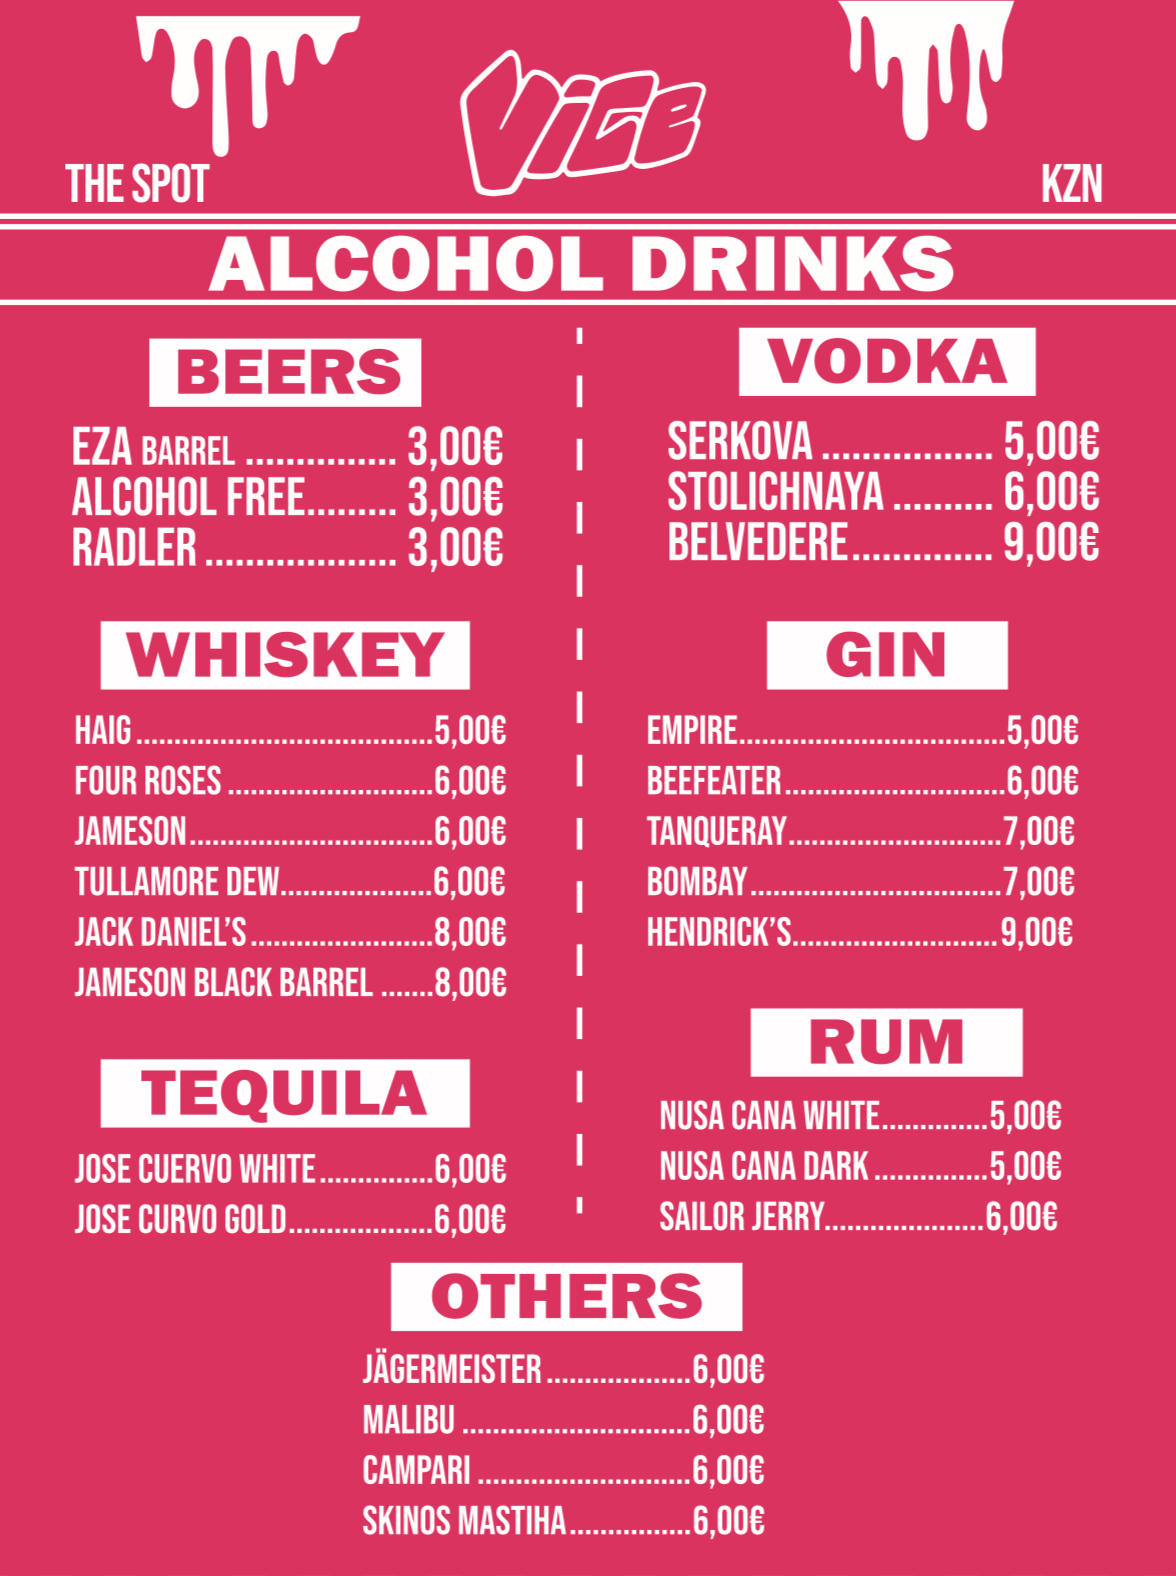 THE SPOT
Vice
KZN
ALCOHOL DRINKS
BEERS
EZA BARREL ............... 3,00€
ALCOHOL FREE......... 3,00€
RADLER ................... 3,00€
WHISKEY
HAIG .......................................5,00€
FOUR ROSES ...........................6,00€
JAMESON................................6,00€
TULLAMORE DEW....................6,00€
JACK DANIEL’S ........................8,00€
JAMESON BLACK BARREL .......8,00€
TEQUILA
JOSE CUERVO WHITE...............6,00€
JOSE CURVO GOLD...................6,00€
VODKA
SERKOVA ................. 5,00€
STOLICHNAYA .......... 6,00€
BELVEDERE.............. 9,00€
GIN
EMPIRE...................................5,00€
BEEFEATER.............................6,00€
TANQUERAY............................7,00€
BOMBAY.................................7,00€
HENDRICK’S...........................9,00€
RUM
NUSA CANA WHITE..............5,00€
NUSA CANA DARK ...............5,00€
SAILOR JERRY.....................6,00€
OTHERS
JÄGERMEISTER ...................6,00€
MALIBU ..............................6,00€
CAMPARI ............................6,00€
SKINOS MASTIHA................6,00€